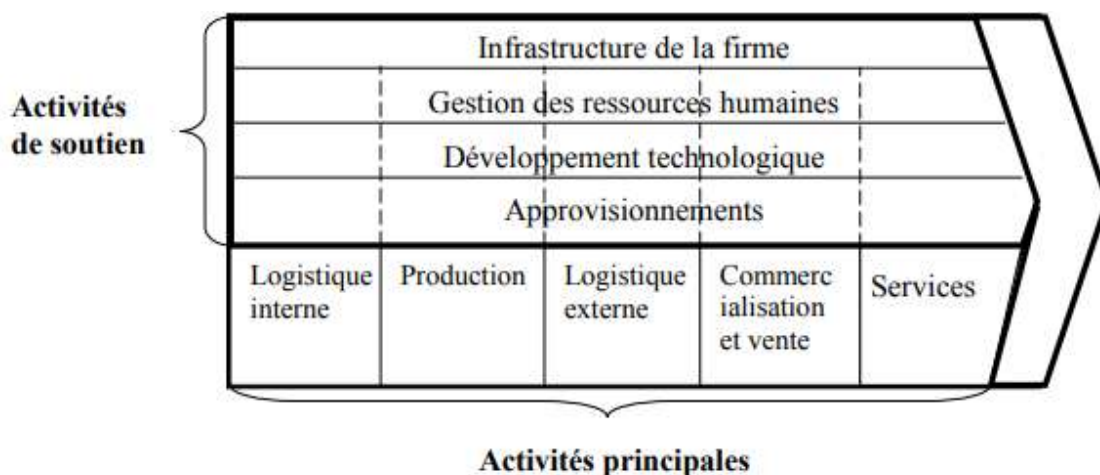 Infrastructure de la firme
Activités
de soutien
Gestion des ressources humaines
Développement technologique
Approvisionnements
Logistique
interne
Production
Logistique
externe
Commerc
ialisation
et vente
Services
Activités principales